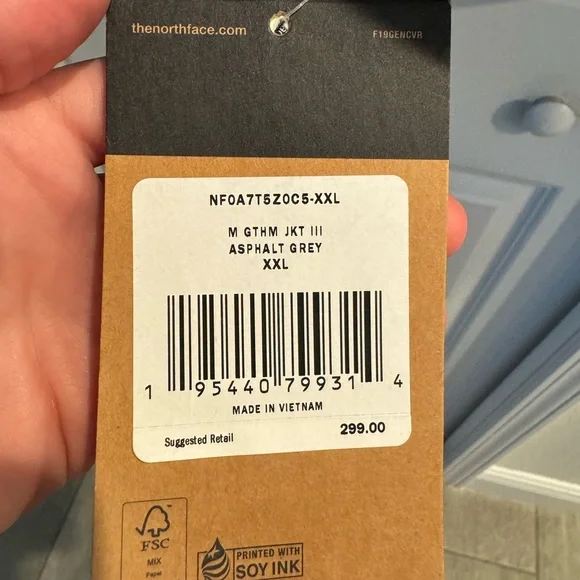 thenorthface.com
F19GENCVR
NF0A7T5Z0C5-XXL
M GTHM JKT III
ASPHALT GREY
XXL
1 95440 79931 4
MADE IN VIETNAM
Suggested Retail 299.00
FSC
MIX
Paper
PRINTED WITH
SOY INK